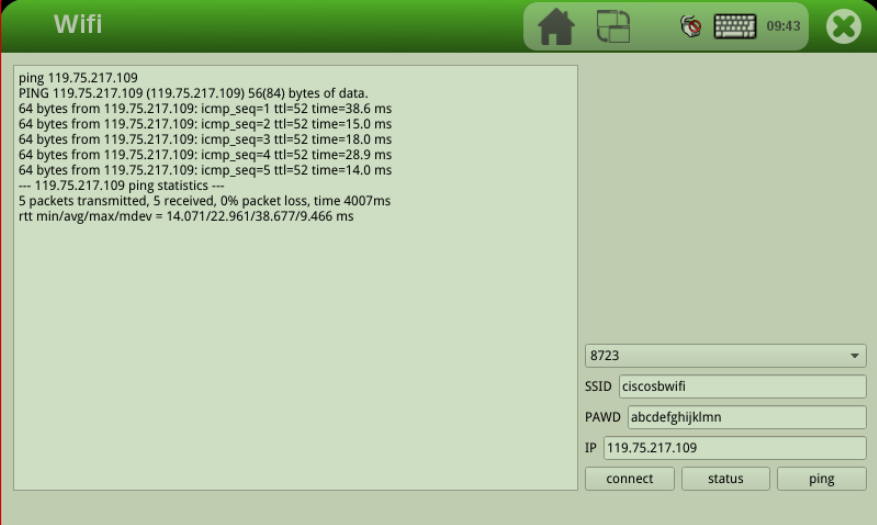 Wifi
09:43
ping 119.75.217.109
PING 119.75.217.109 (119.75.217.109) 56(84) bytes of data.
64 bytes from 119.75.217.109: icmp_seq=1 ttl=52 time=38.6 ms
64 bytes from 119.75.217.109: icmp_seq=2 ttl=52 time=15.0 ms
64 bytes from 119.75.217.109: icmp_seq=3 ttl=52 time=18.0 ms
64 bytes from 119.75.217.109: icmp_seq=4 ttl=52 time=28.9 ms
64 bytes from 119.75.217.109: icmp_seq=5 ttl=52 time=14.0 ms
--- 119.75.217.109 ping statistics ---
5 packets transmitted, 5 received, 0% packet loss, time 4007ms
rtt min/avg/max/mdev = 14.071/22.961/38.677/9.466 ms
8723
SSID ciscosbwifi
PAWD abcdefghijklmn
IP 119.75.217.109
connect status ping